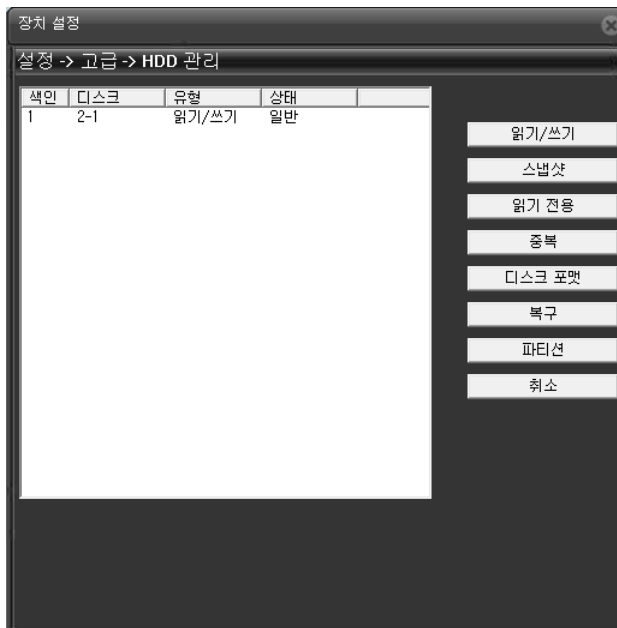 장치 설정
설정 -> 고급 -> HDD 관리
색인 디스크 유형 상태
1 2-1 읽기/쓰기 일반
읽기/쓰기
스냅샷
읽기 전용
중복
디스크 포맷
복구
파티션
취소